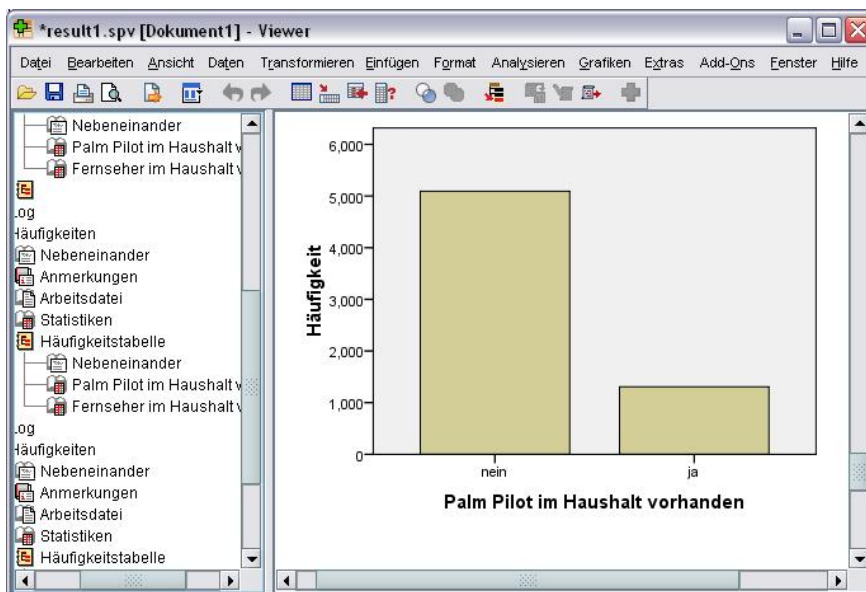 *result1.spv [Dokument1] - Viewer
Datei Bearbeiten Ansicht Daten Transformieren Einfügen Format Analysieren Grafiken Extras Add-Ons Fenster Hilfe
Nebeneinander
Palm Pilot im Haushalt v
Fernseher im Haushalt v
.og
Häufigkeiten
Nebeneinander
Anmerkungen
Arbeitsdatei
Statistiken
Häufigkeitstabelle
Nebeneinander
Palm Pilot im Haushalt v
Fernseher im Haushalt v
.og
Häufigkeiten
Nebeneinander
Anmerkungen
Arbeitsdatei
Statistiken
Häufigkeitstabelle
Häufigkeit
6,000
5,000
4,000
3,000
2,000
1,000
0
nein ja
Palm Pilot im Haushalt vorhanden